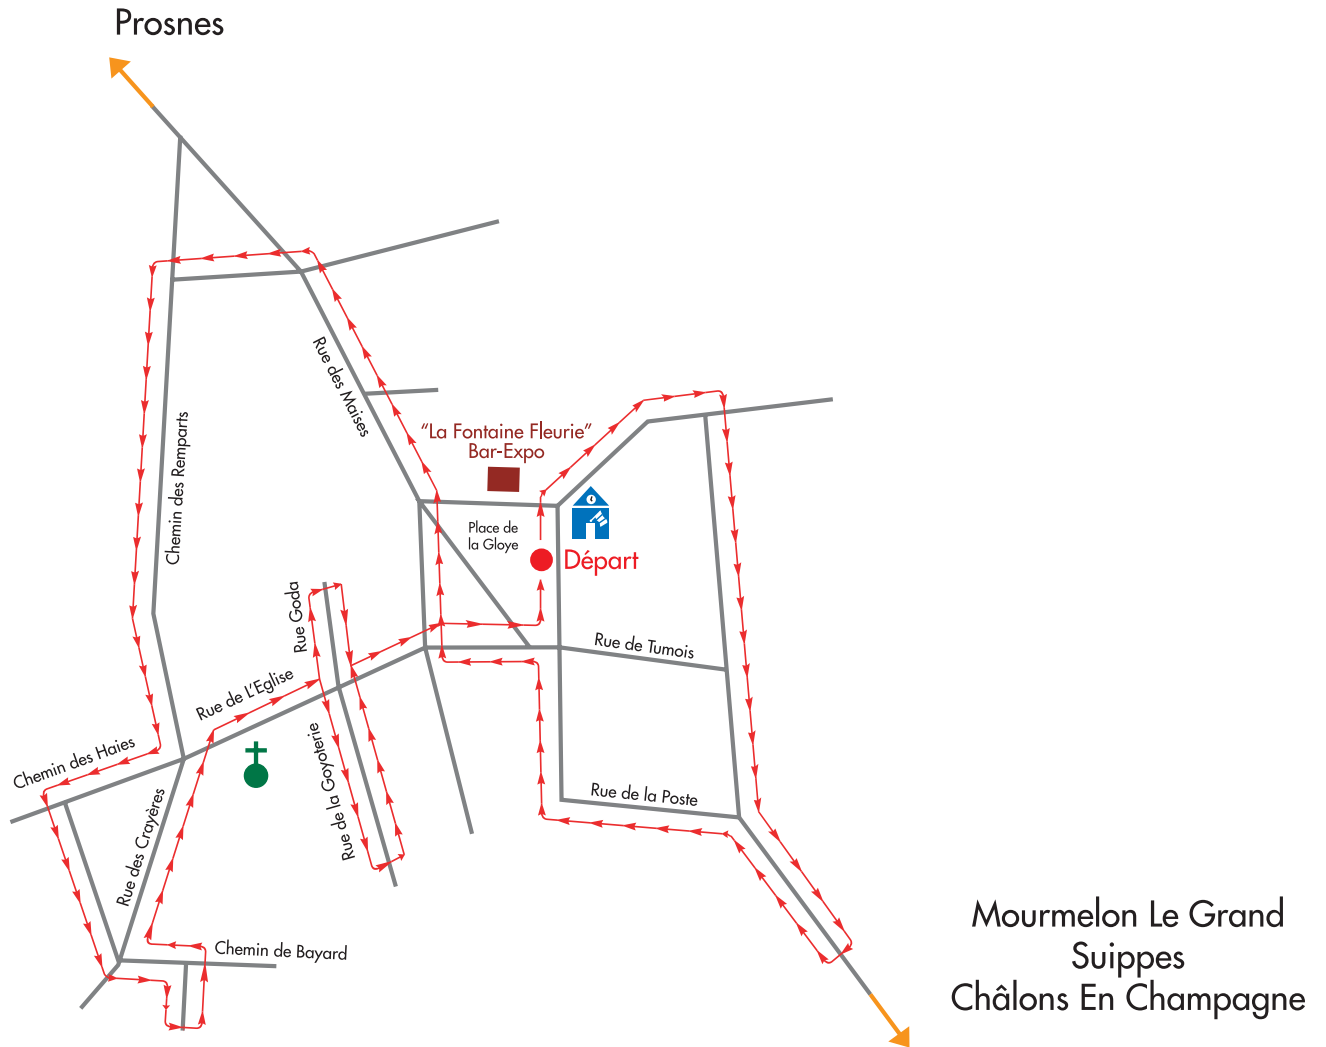 Prosnes
Rue des Maises
Chemin des Remparts
“La Fontaine Fleurie”
Bar-Expo
Place de
la Gloye
Départ
Rue Goda
Rue de Tumois
Rue de L'Eglise
Chemin des Haies
Rue de la Goyoterie
Rue de la Poste
Rue des Crayères
Chemin de Bayard
Mourmelon Le Grand
Suippes
Châlons En Champagne